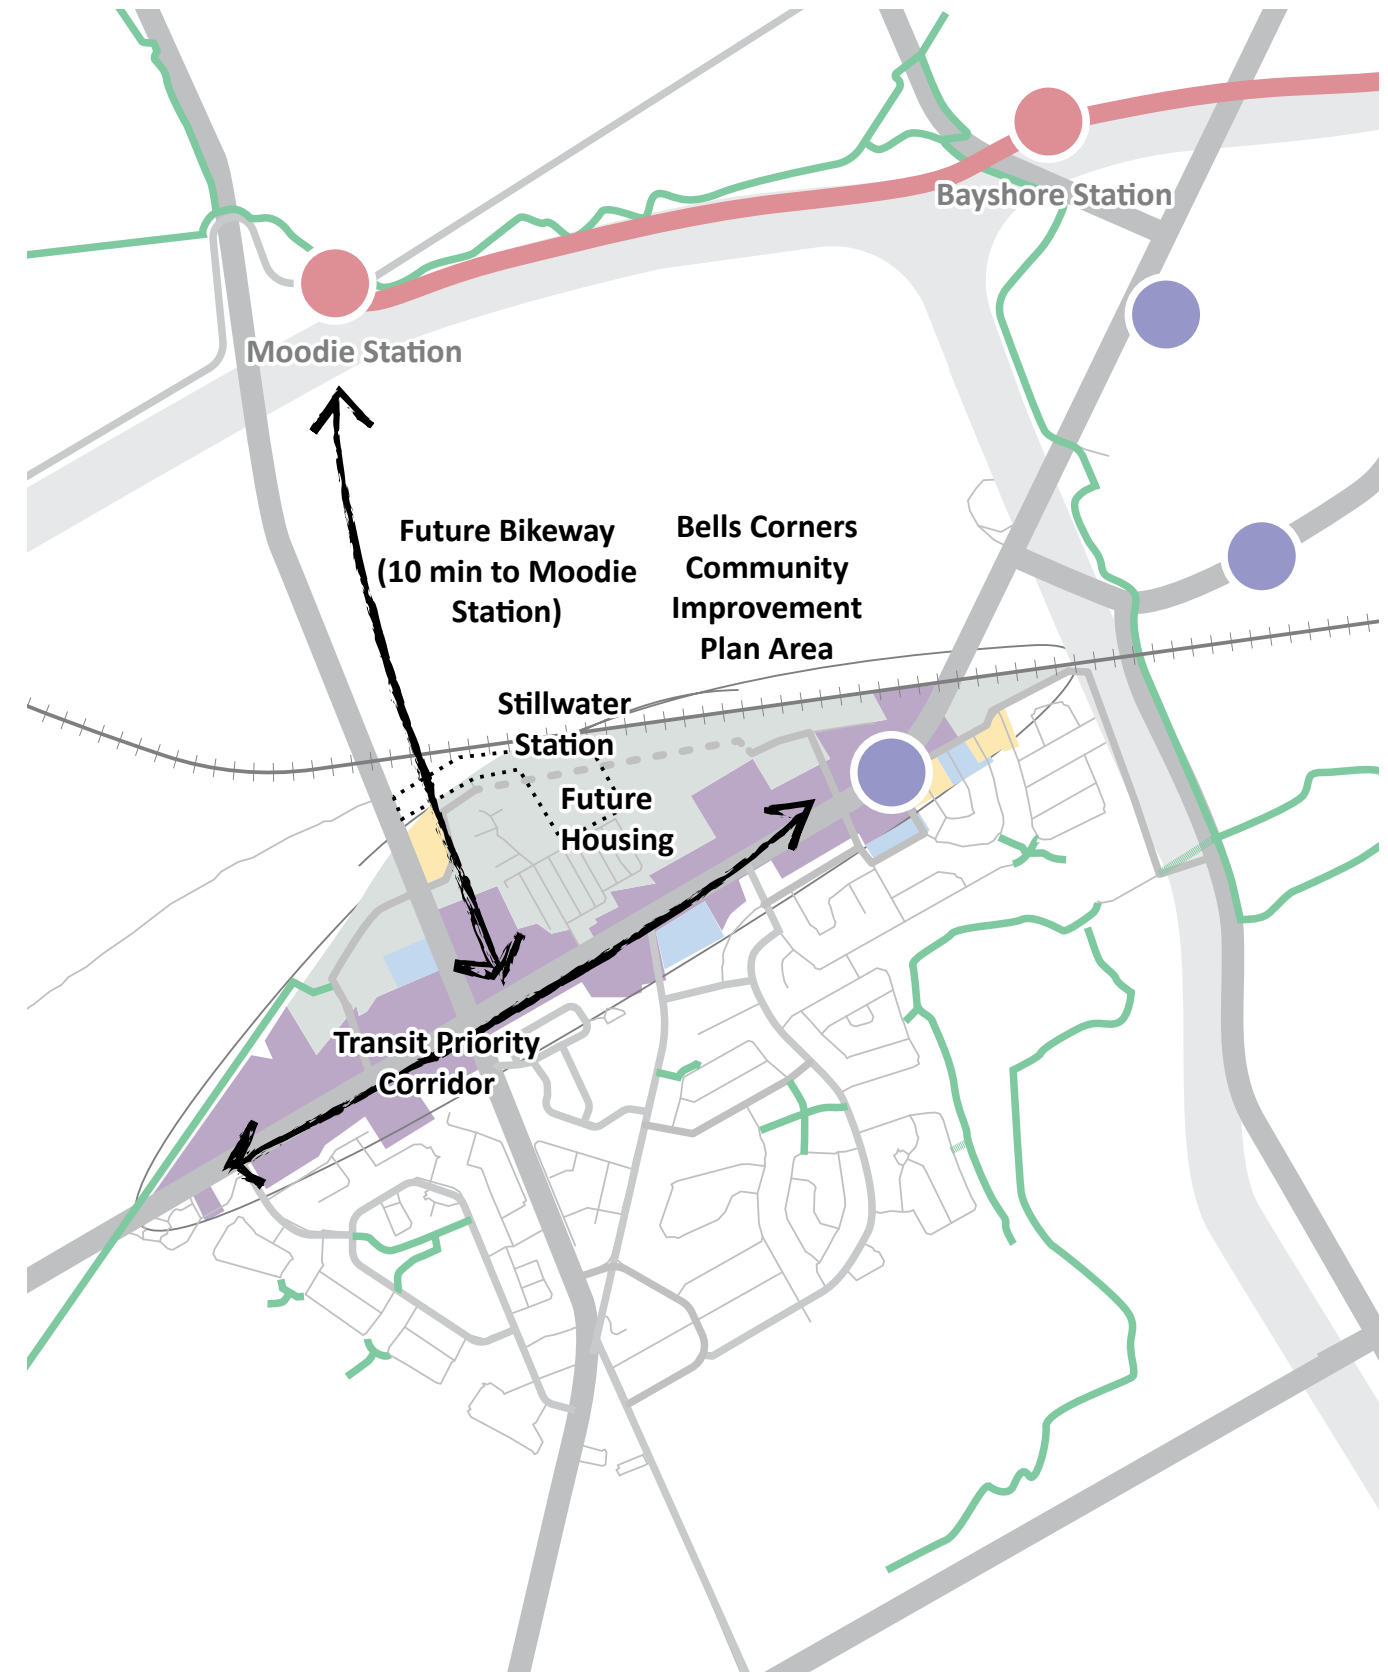 Bayshore Station
Moodie Station
Future Bikeway
(10 min to Moodie
Station)
Bells Corners
Community
Improvement
Plan Area
Stillwater
Station
Future
Housing
Transit Priority
Corridor